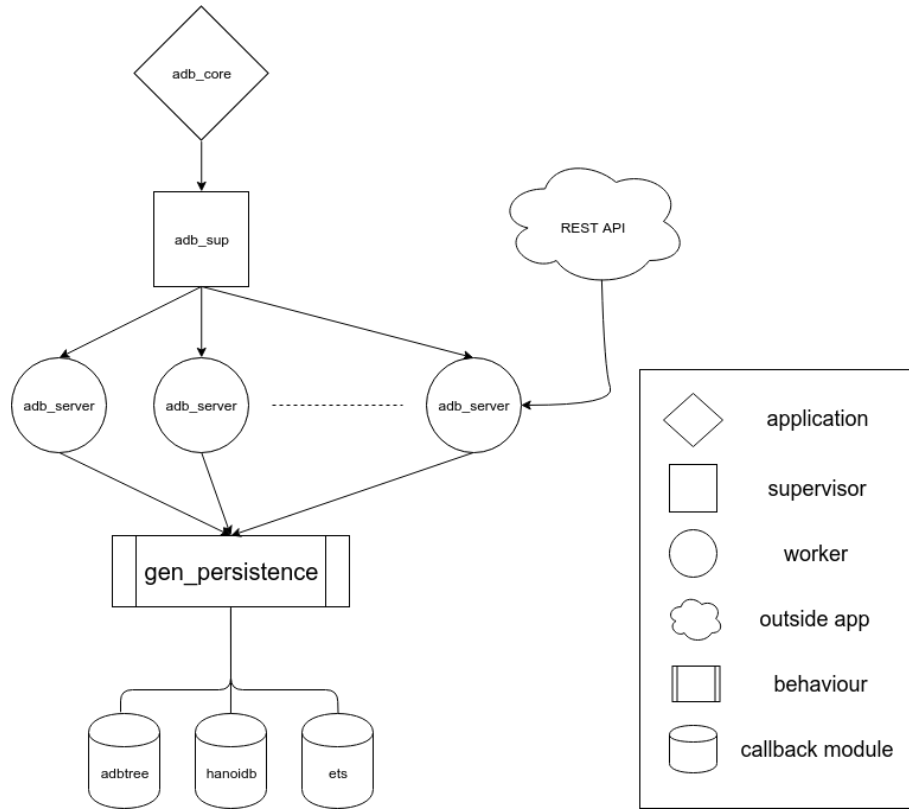 adb_core
adb_sup
REST API
adb_server
adb_server
adb_server
gen_persistence
adbtree
hanoidb
ets
application
supervisor
worker
outside app
behaviour
callback module